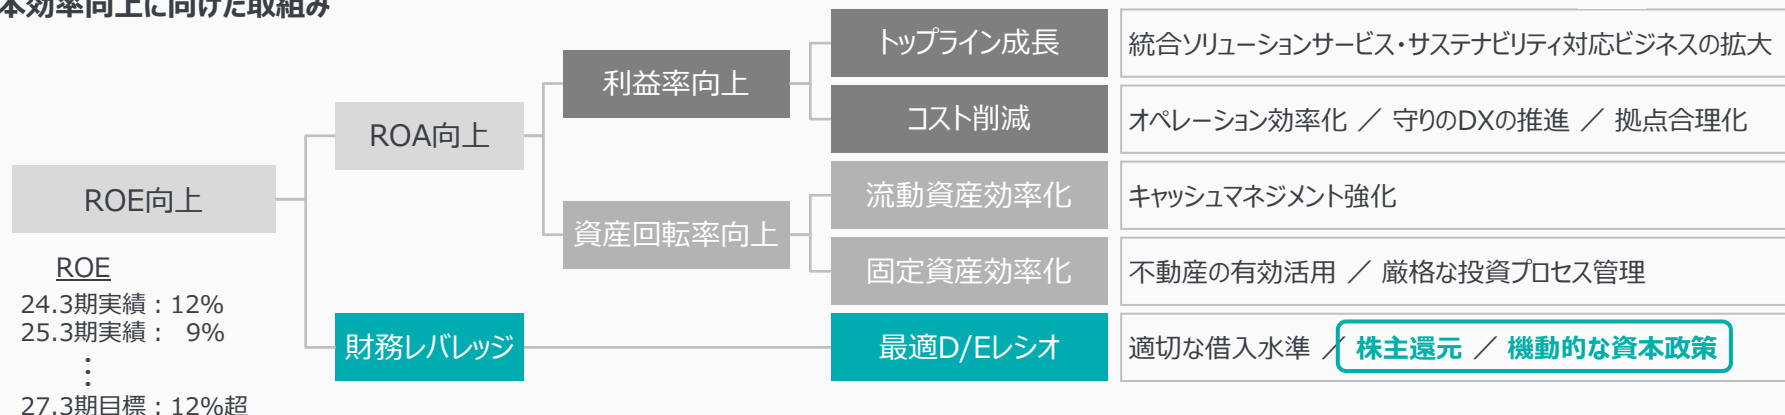 本効率向上に向けた取組み
トップライン成長
統合ソリューションサービス・サステナビリティ対応ビジネスの拡大
利益率向上
コスト削減
オペレーション効率化 ／ 守りのDXの推進 ／ 拠点合理化
ROA向上
ROE向上
流動資産効率化
キャッシュマネジメント強化
資産回転率向上
固定資産効率化
不動産の有効活用 ／ 厳格な投資プロセス管理
ROE
24.3期実績：12%
25.3期実績： 9%
⋮
27.3期目標：12%超
財務レバレッジ
最適D/Eレシオ
適切な借入水準 ／ 株主還元 ／ 機動的な資本政策